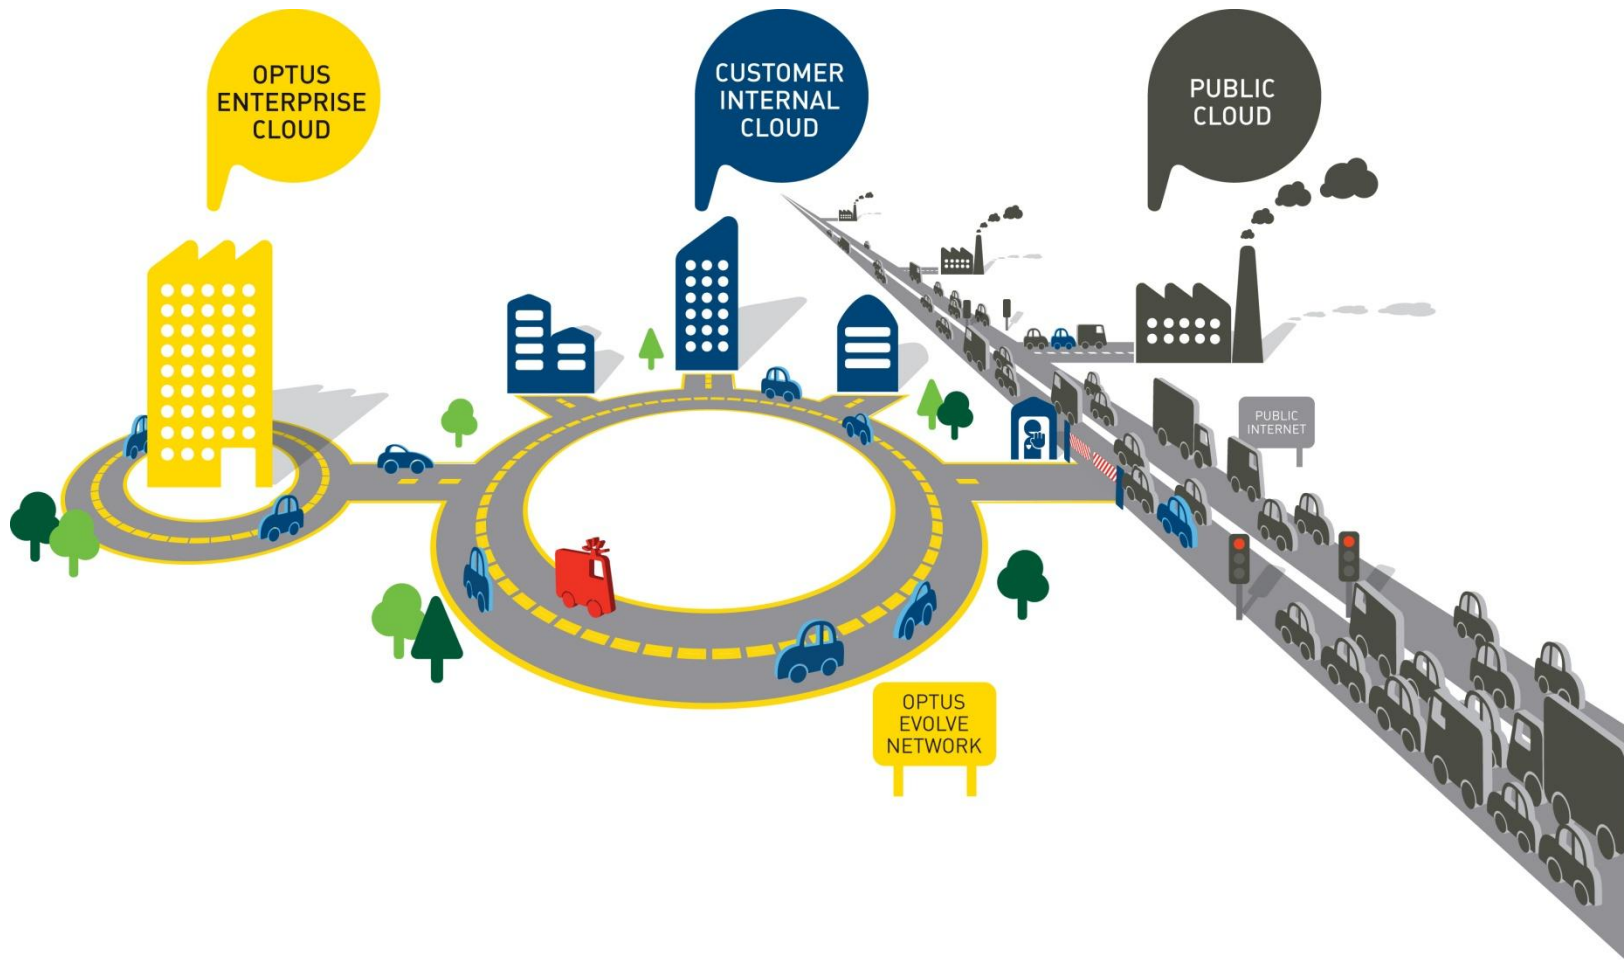 OPTUS
ENTERPRISE
CLOUD
CUSTOMER
INTERNAL
CLOUD
PUBLIC
CLOUD
PUBLIC
INTERNET
OPTUS
EVOLVE
NETWORK